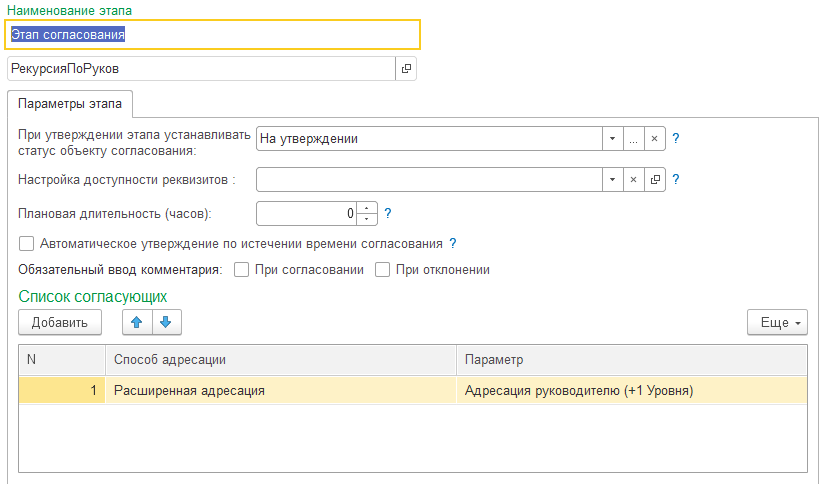 Наименование этапа
Этап согласования
РекурсияПоРуков
Параметры этапа
При утверждении этапа устанавливать
статус объекту согласования:
На утверждении
... × ?
Настройка доступности реквизитов :
× ?
Плановая длительность (часов):
0
?
Автоматическое утверждение по истечении времени согласования ?
Обязательный ввод комментария: При согласовании При отклонении
Список согласующих
Добавить
Еще
N Способ адресации Параметр
1 Расширенная адресация Адресация руководителю (+1 Уровня)